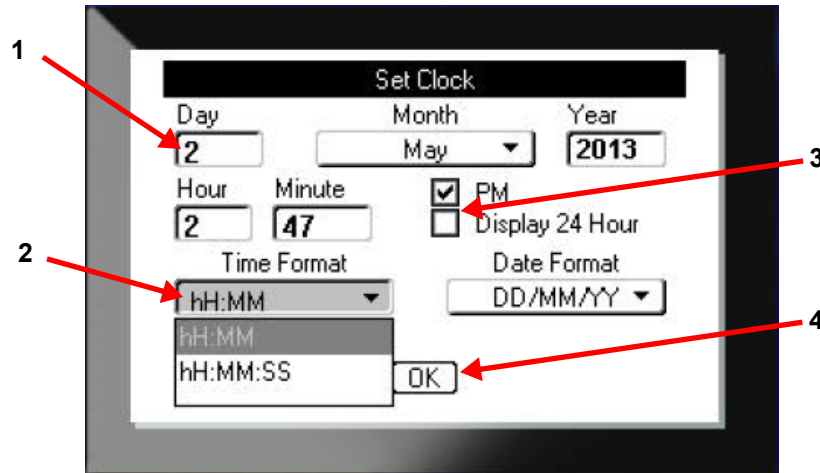 1
Set Clock
Day Month Year
2 May 2013
3
Hour Minute PM
2 47 Display 24 Hour
2
Time Format Date Format
hH:MM DD/MM/YY
4
hH:MM
hH:MM:SS OK